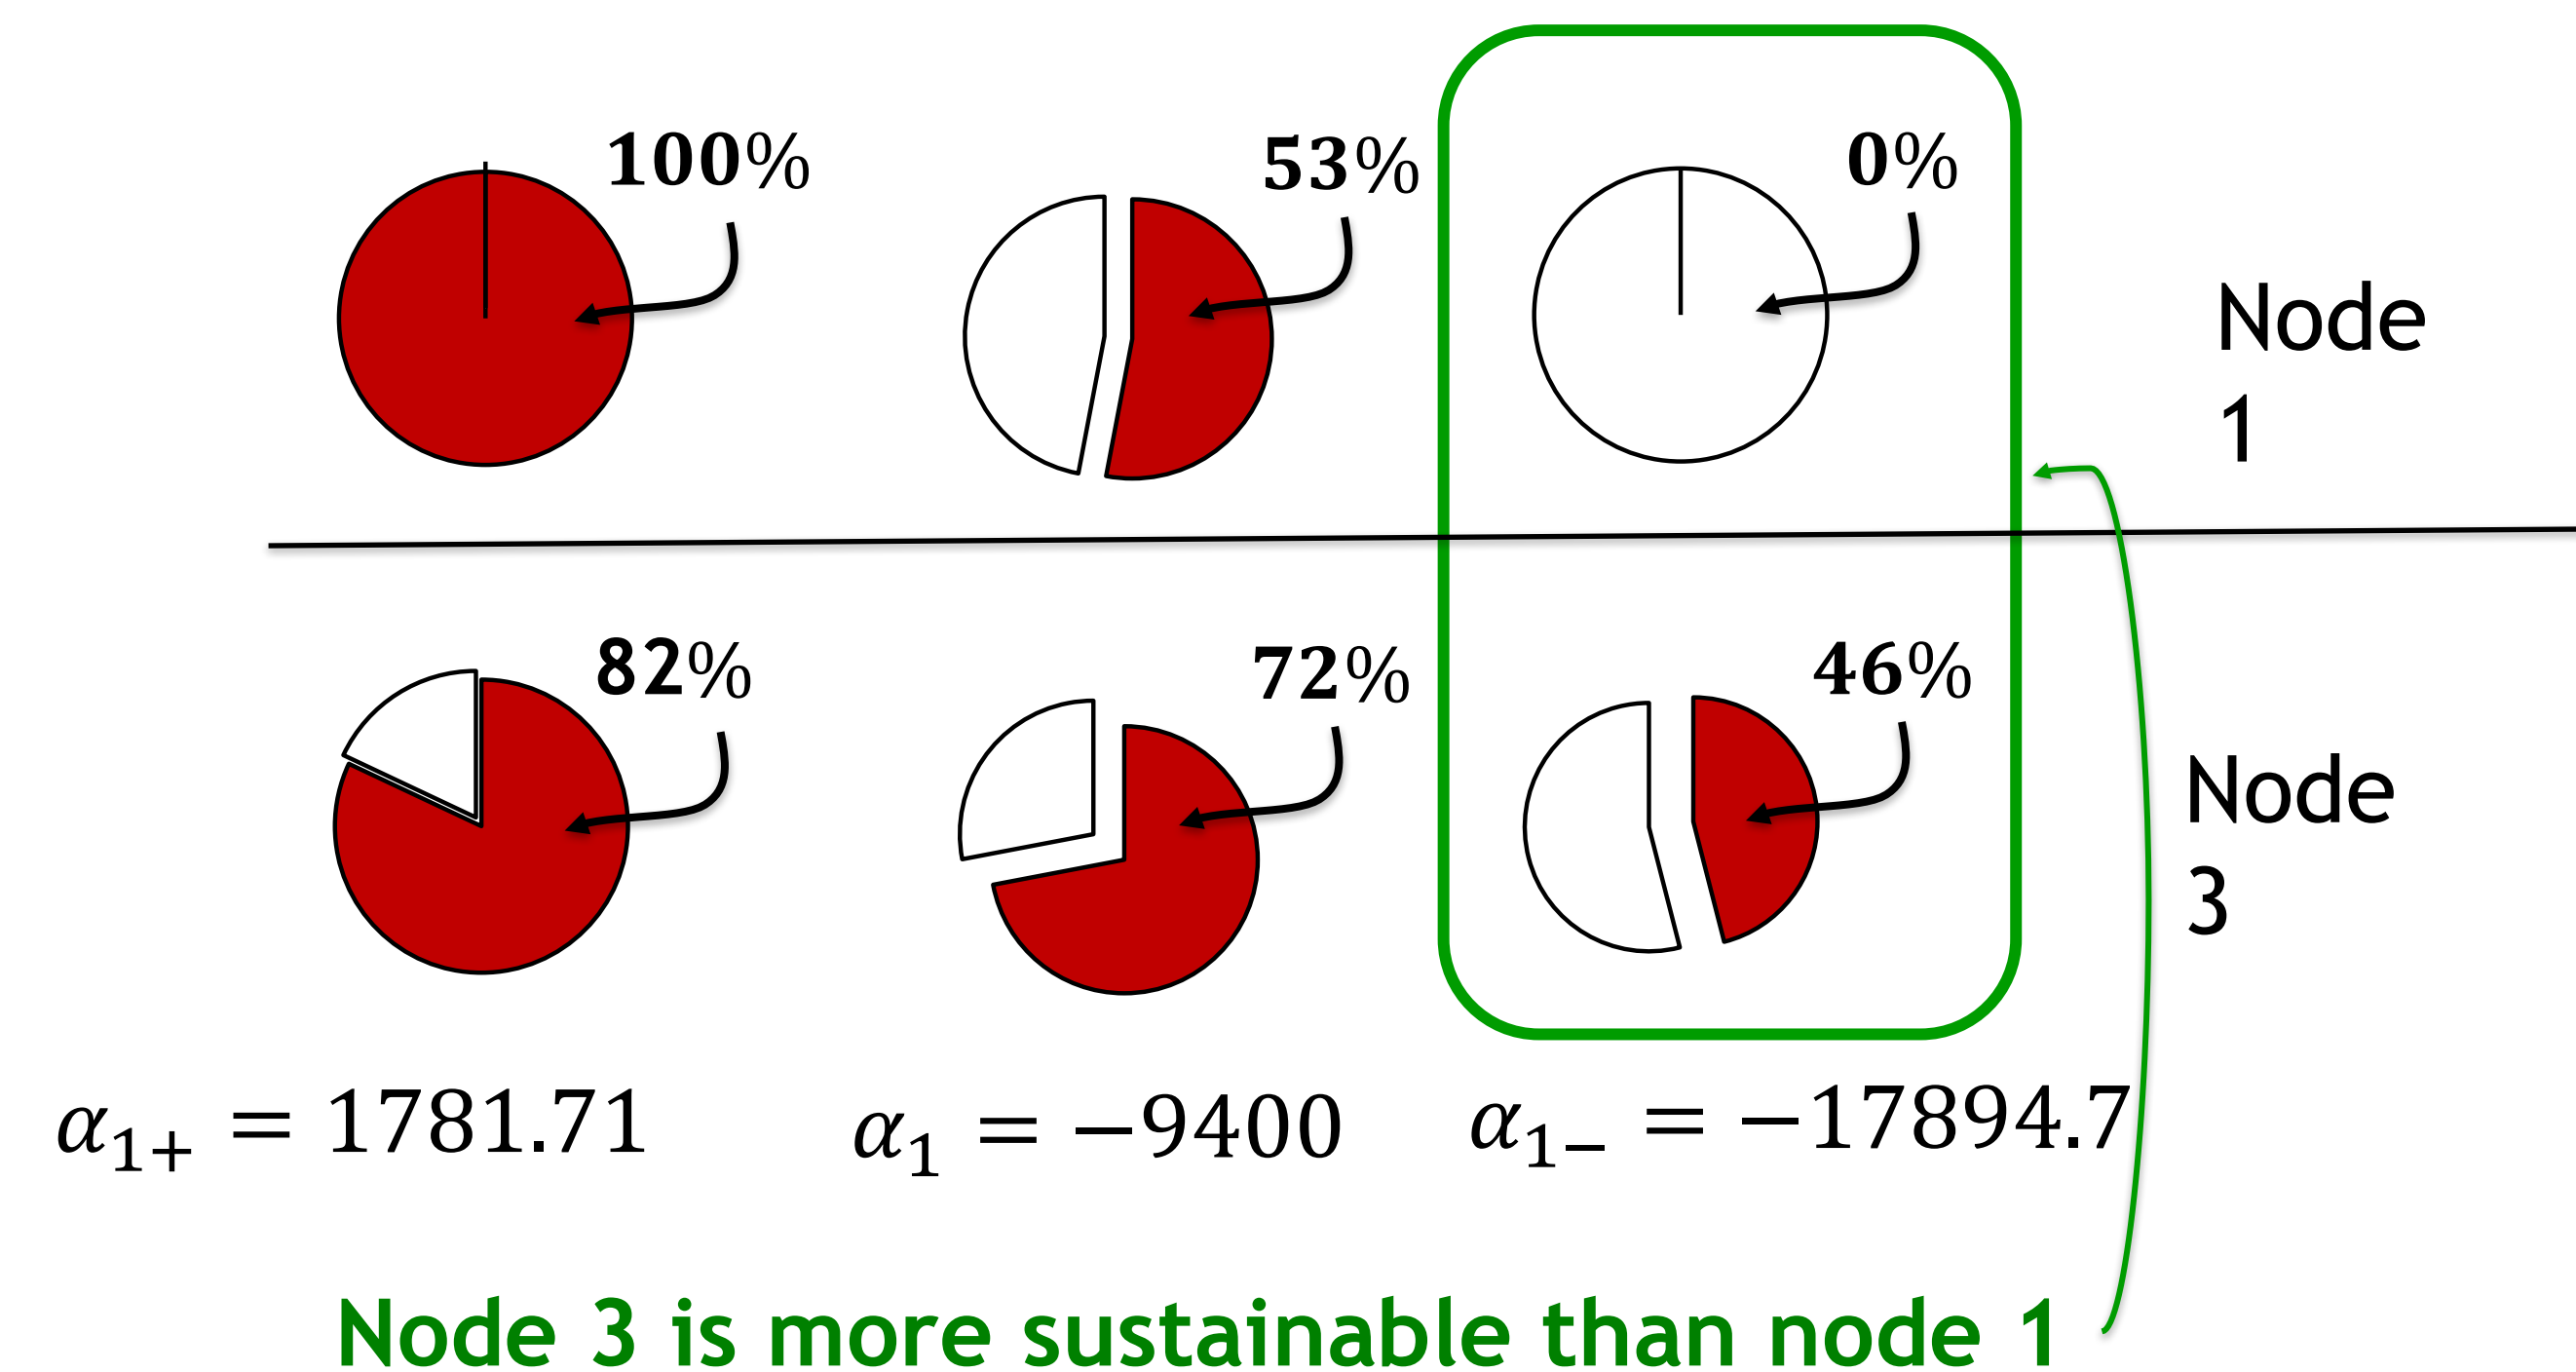 100%
53%
0%
Node
1
82%
72%
46%
Node
3
α₁₊ = 1781.71
α₁ = −9400
α₁₋ = −17894.7
Node 3 is more sustainable than node 1